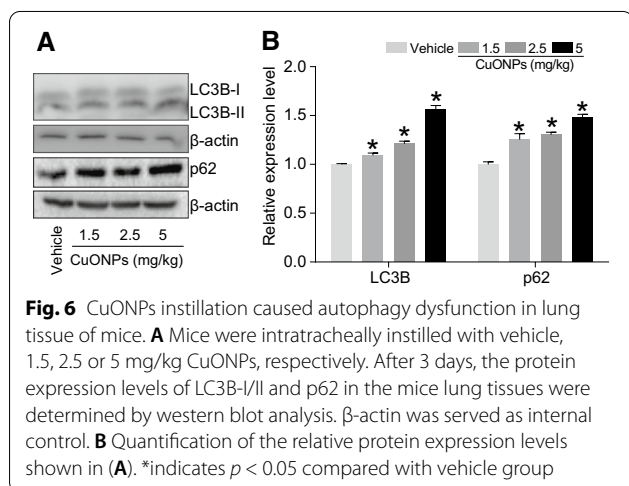 A
LC3B-I
LC3B-II
β-actin
p62
β-actin
Vehicle 1.5 2.5 5
CuONPs (mg/kg)
B
Vehicle 1.5 2.5 5
CuONPs (mg/kg)
Relative expression level
2.0
1.5
1.0
0.5
0.0
* * * * * *
LC3B p62
Fig. 6 CuONPs instillation caused autophagy dysfunction in lung
tissue of mice. A Mice were intratracheally instilled with vehicle,
1.5, 2.5 or 5 mg/kg CuONPs, respectively. After 3 days, the protein
expression levels of LC3B-I/II and p62 in the mice lung tissues were
determined by western blot analysis. β-actin was served as internal
control. B Quantification of the relative protein expression levels
shown in (A). *indicates p < 0.05 compared with vehicle group